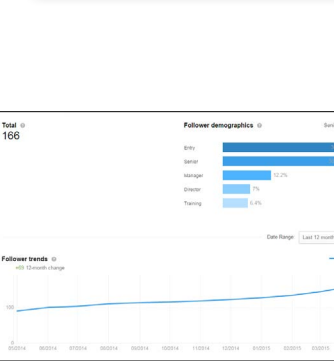 Total
166
Follower demographics
Seni
Entry
Senior
Manager
12.2%
Director
7%
Training
6.4%
Date Range:
Last 12 month
Follower trends
12-month change
100
0
05/2014 06/2014 07/2014 08/2014 09/2014 10/2014 11/2014 12/2014 01/2015 02/2015 03/2015